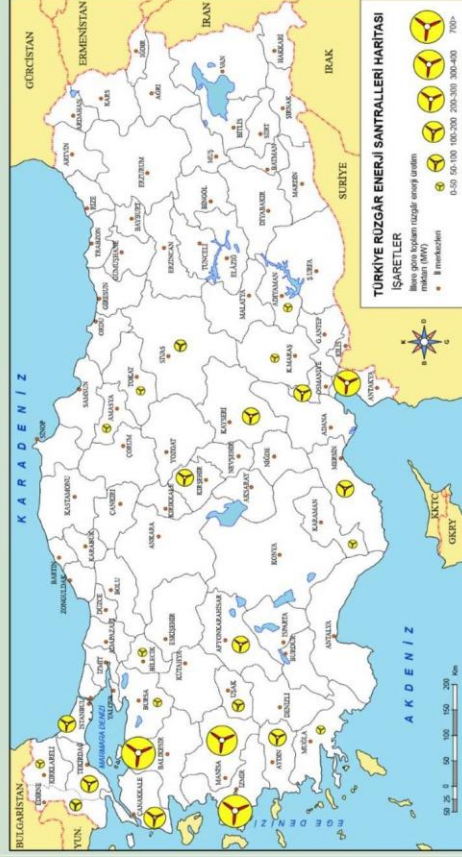 BULGARİSTAN
KARADENİZ
GÜRCİSTAN
ERMENİSTAN
İRAN
YUN.
EDİRNE
KIRKLARELİ
TEKİRDAĞ
İSTANBUL
MARMARA DENİZİ
YALOVA
İZMİT
ADAPAZARI
DÜZCE
BOLU
ZONGULDAK
BARTIN
KARABÜK
KASTAMONU
SİNOP
ÇANKIRI
ÇORUM
SAMSUN
AMASYA
TOKAT
ORDU
GİRESUN
TRABZON
GÜMÜŞHANE
BAYBURT
RİZE
ARTVİN
ARDAHAN
KARS
IĞDIR
AĞRI
ERZURUM
ERZİNCAN
ÇANAKKALE
BALIKESİR
BURSA
BİLECİK
ESKİŞEHİR
KÜTAHYA
ANKARA
KIRIKKALE
KIRŞEHİR
YOZGAT
SİVAS
TUNCELİ
ELAZIĞ
BİNGÖL
MUŞ
BİTLİS
VAN
HAKKARİ
MANİSA
İZMİR
UŞAK
AFYONKARAHİSAR
AKSARAY
NEVŞEHİR
NİĞDE
KAYSERİ
MALATYA
DİYARBAKIR
BATMAN
SİİRT
ŞIRNAK
AYDIN
DENİZLİ
MUĞLA
ISPARTA
BURDUR
ANTALYA
KONYA
KARAMAN
MERSİN
ADANA
OSMANİYE
K.MARAŞ
ADIYAMAN
G.ANTEP
KİLİS
Ş.URFA
MARDİN
ANTAKYA
EGE DENİZİ
AKDENİZ
KKTC
GKRY
SURİYE
IRAK
K
B
D
G
50 25 0 50 100 200 Km
TÜRKİYE RÜZGÂR ENERJİ SANTRALLERİ HARİTASI
İŞARETLER
İllere göre toplam rüzgâr enerji üretim
miktarı (MW)
0-50 50-100 100-200 200-300 300-400 700>
İl merkezleri